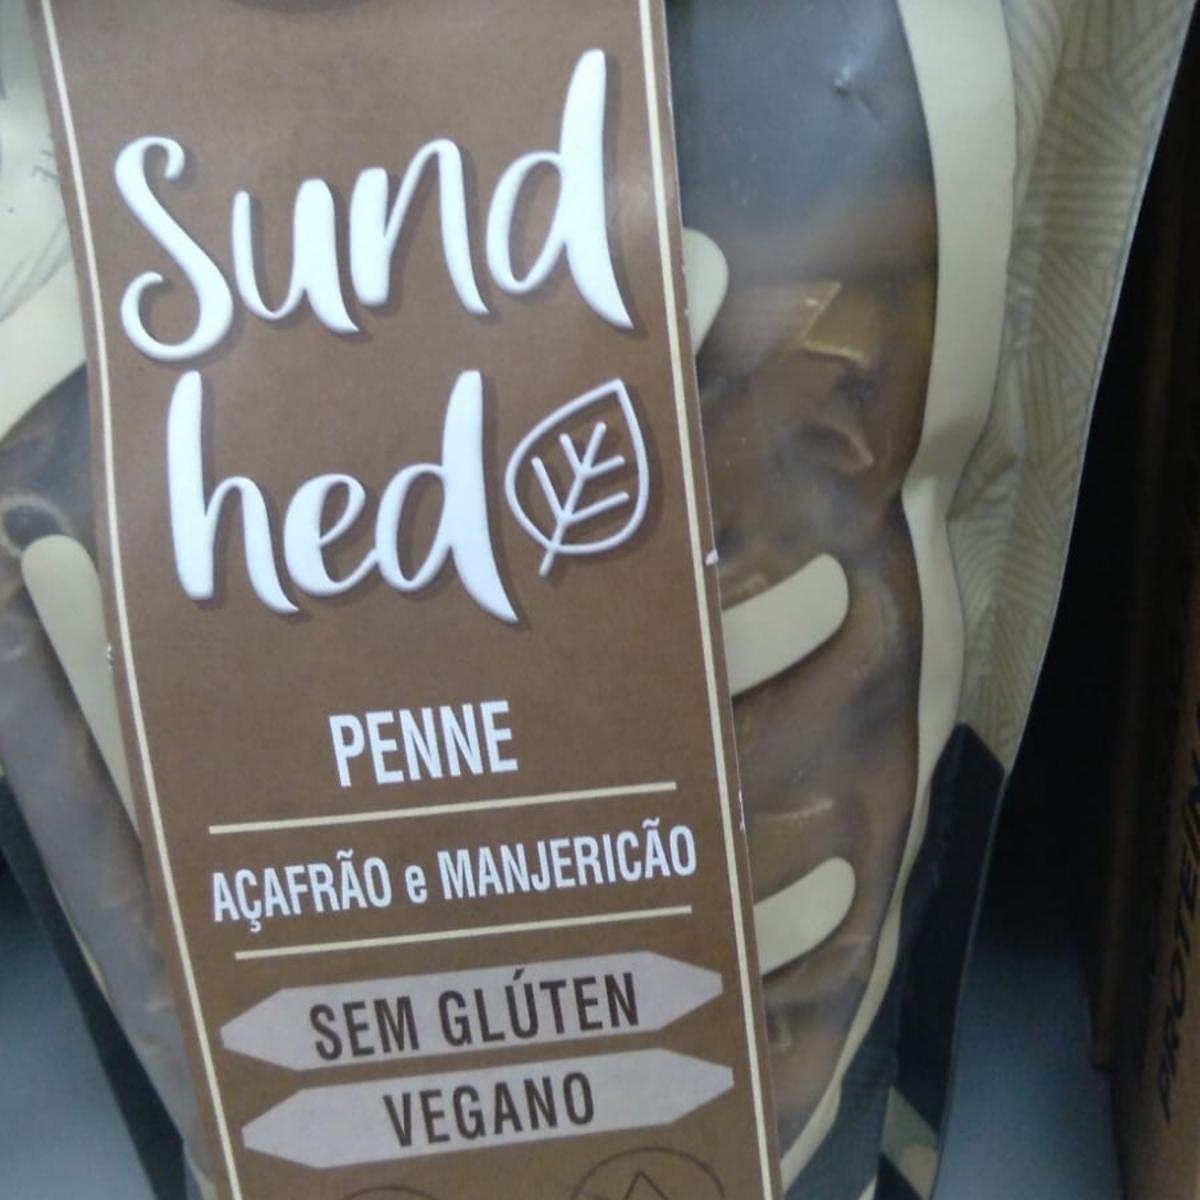 Sund
hed
PENNE
AÇAFRÃO e MANJERICÃO
SEM GLÚTEN
VEGANO